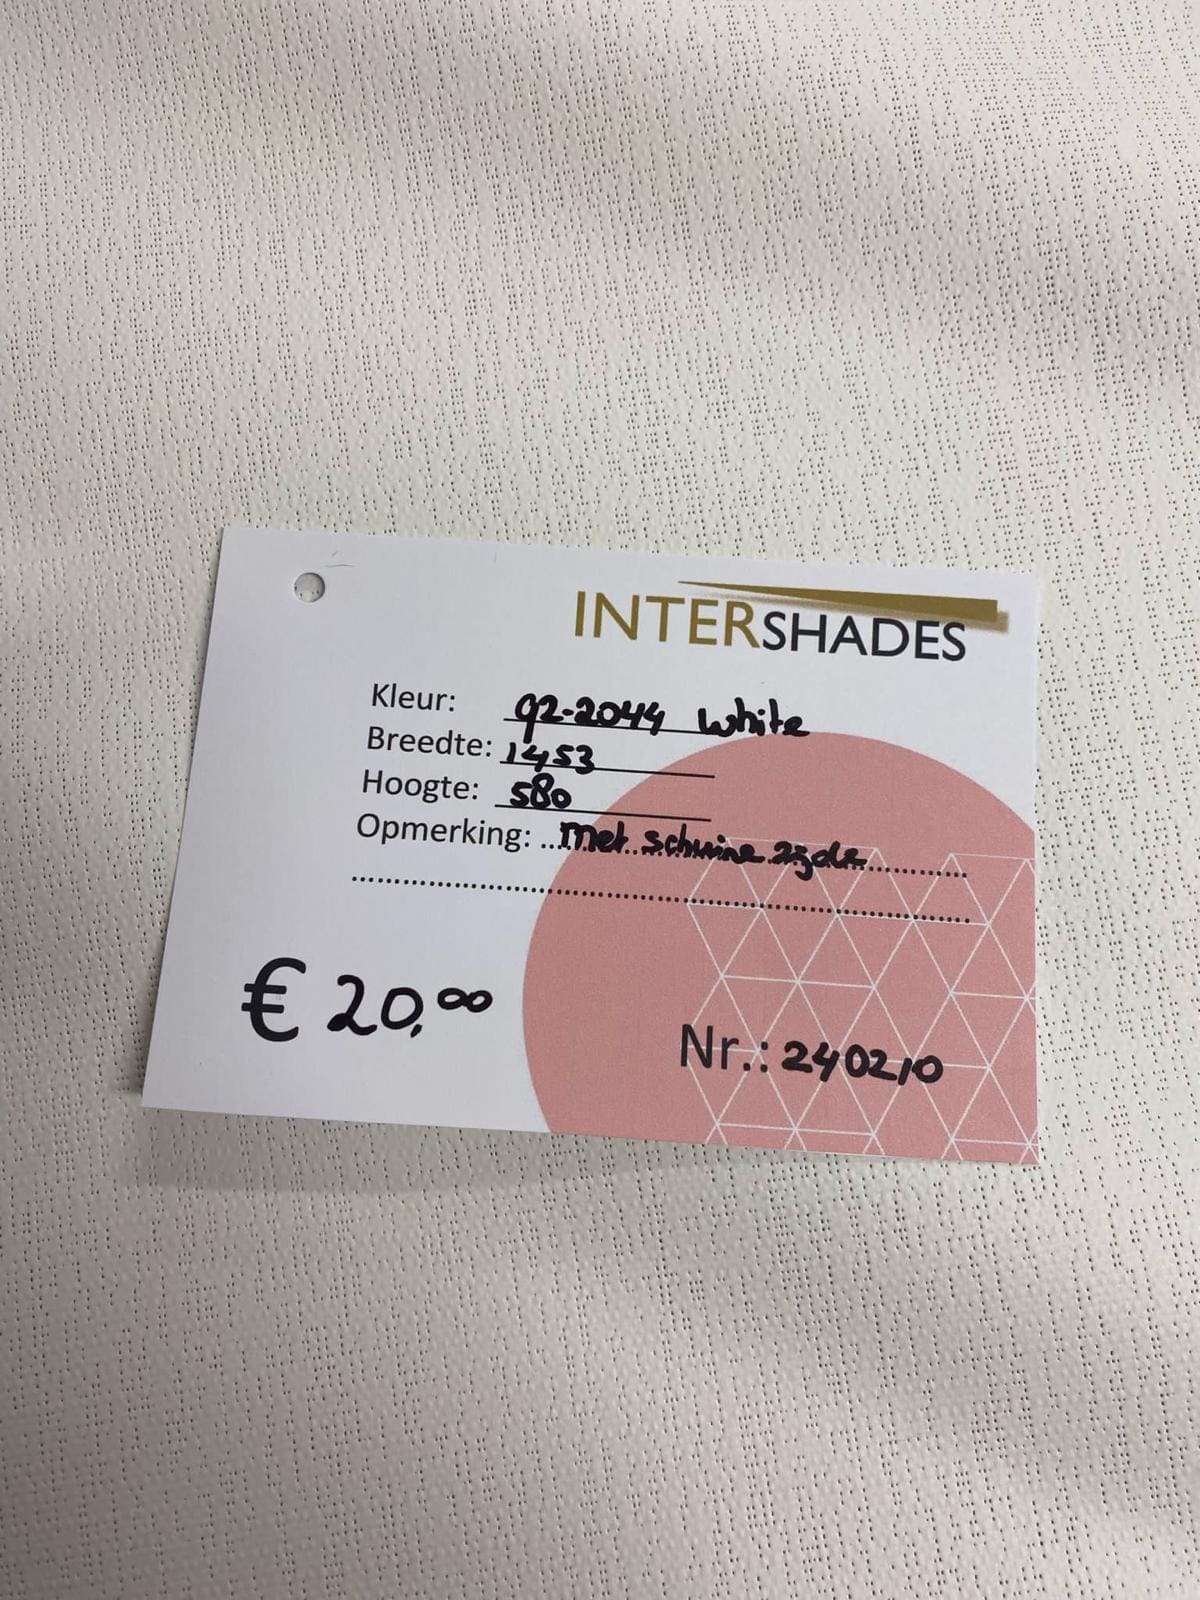 INTERSHADES
Kleur: 92-2044 white
Breedte: 1453
Hoogte: 580
Opmerking: met schuine zijde
€ 20,00
Nr.: 240210